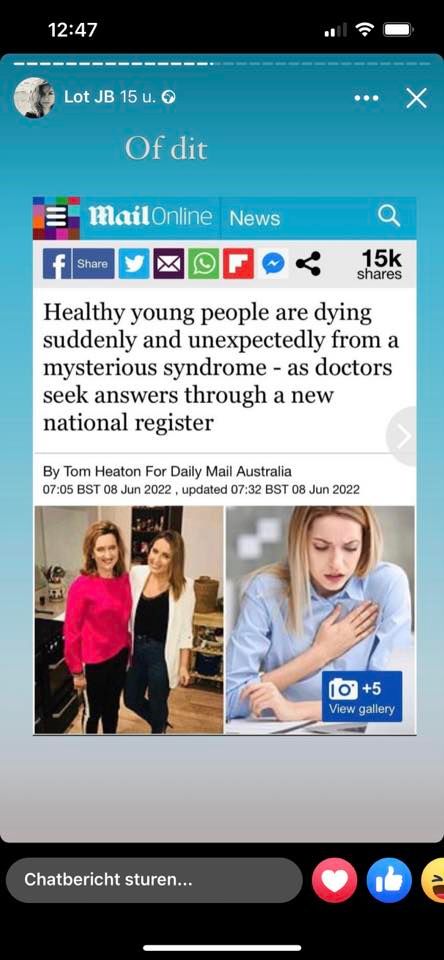 12:47
Lot JB 15 u.
Of dit
Mail Online News
Share
15k
shares
Healthy young people are dying
suddenly and unexpectedly from a
mysterious syndrome - as doctors
seek answers through a new
national register
By Tom Heaton For Daily Mail Australia
07:05 BST 08 Jun 2022 , updated 07:32 BST 08 Jun 2022
+5
View gallery
Chatbericht sturen...